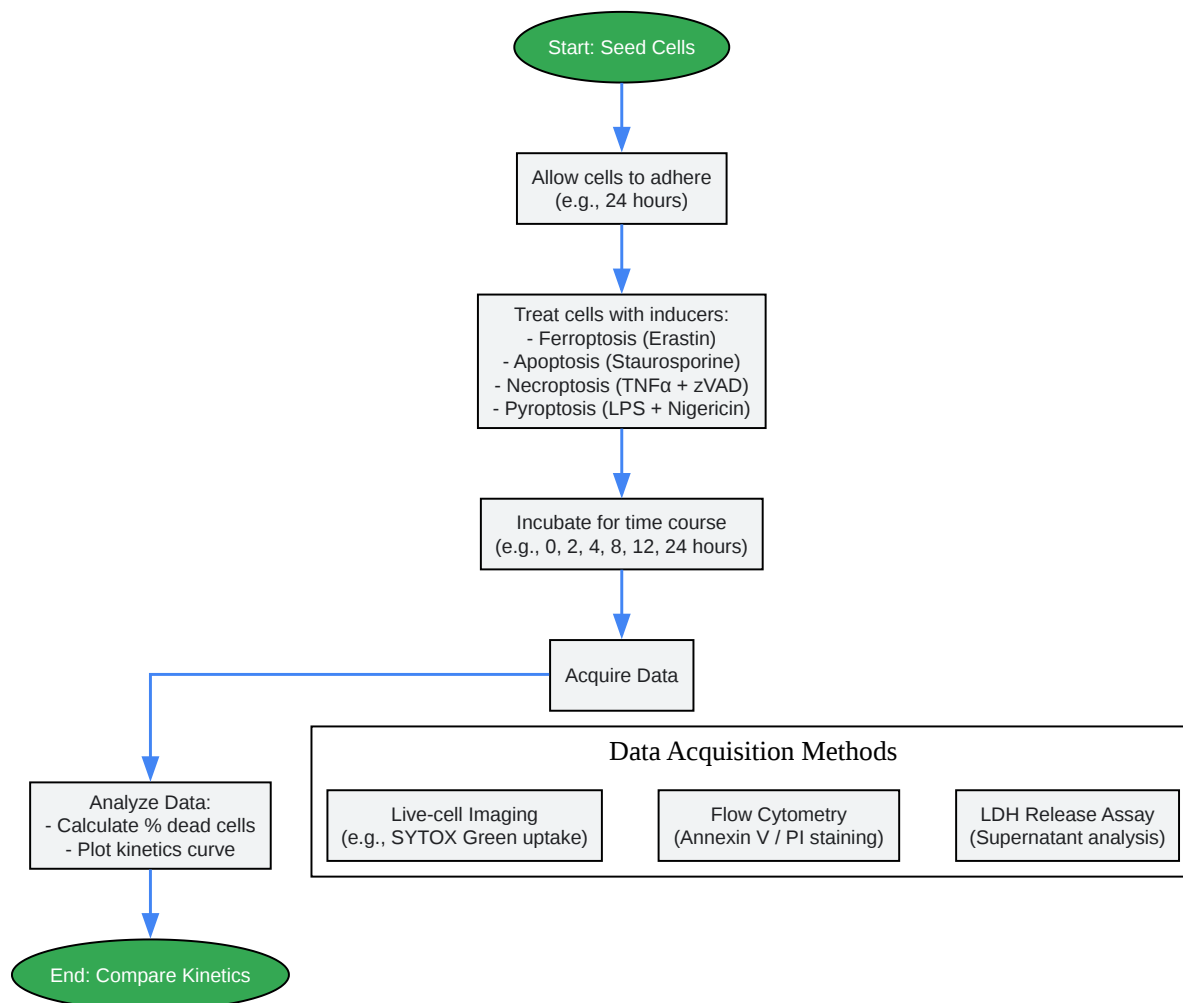 Start: Seed Cells
Allow cells to adhere
(e.g., 24 hours)
Treat cells with inducers:
- Ferroptosis (Erastin)
- Apoptosis (Staurosporine)
- Necroptosis (TNFα + zVAD)
- Pyroptosis (LPS + Nigericin)
Incubate for time course
(e.g., 0, 2, 4, 8, 12, 24 hours)
Acquire Data
Data Acquisition Methods
Live-cell Imaging
(e.g., SYTOX Green uptake)
Flow Cytometry
(Annexin V / PI staining)
LDH Release Assay
(Supernatant analysis)
Analyze Data:
- Calculate % dead cells
- Plot kinetics curve
End: Compare Kinetics